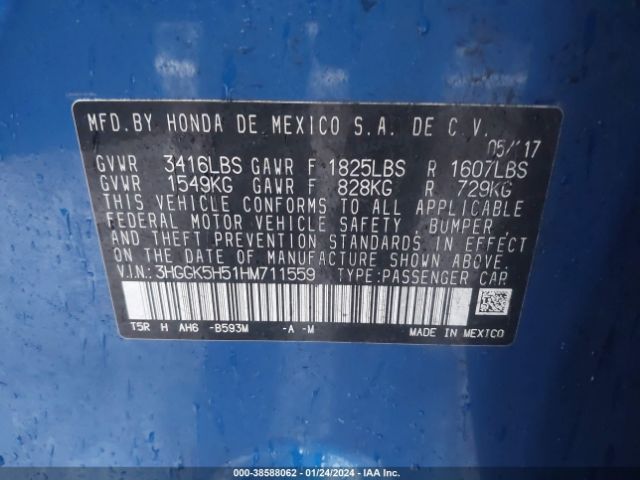 MFD.BY HONDA DE MEXICO S.A. DE C.V.
05/17
GVWR 3416LBS GAWR F 1825LBS R 1607LBS
GVWR 1549KG GAWR F 828KG R 729KG
THIS VEHICLE CONFORMS TO ALL APPLICABLE
FEDERAL MOTOR VEHICLE SAFETY, BUMPER,
AND THEFT PREVENTION STANDARDS IN EFFECT
ON THE DATE OF MANUFACTURE SHOWN ABOVE.
V.I.N.: 3HGGK5H51HM711559 TYPE:PASSENGER CAR
T5R H AH6 -B593M -A -M MADE IN MEXICO
000-38588062 - 01/24/2024 - IAA Inc.